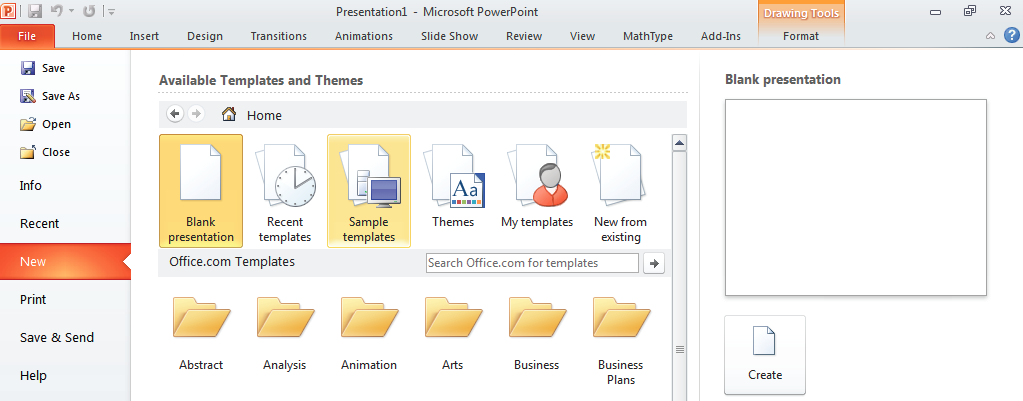 Presentation1 - Microsoft PowerPoint
Drawing Tools
File Home Insert Design Transitions Animations Slide Show Review View MathType Add-Ins Format
Save
Save As
Open
Close
Info
Recent
New
Print
Save & Send
Help
Available Templates and Themes
Home
Blank presentation
Recent templates
Sample templates
Themes
My templates
New from existing
Office.com Templates
Search Office.com for templates
Abstract
Analysis
Animation
Arts
Business
Business Plans
Blank presentation
Create